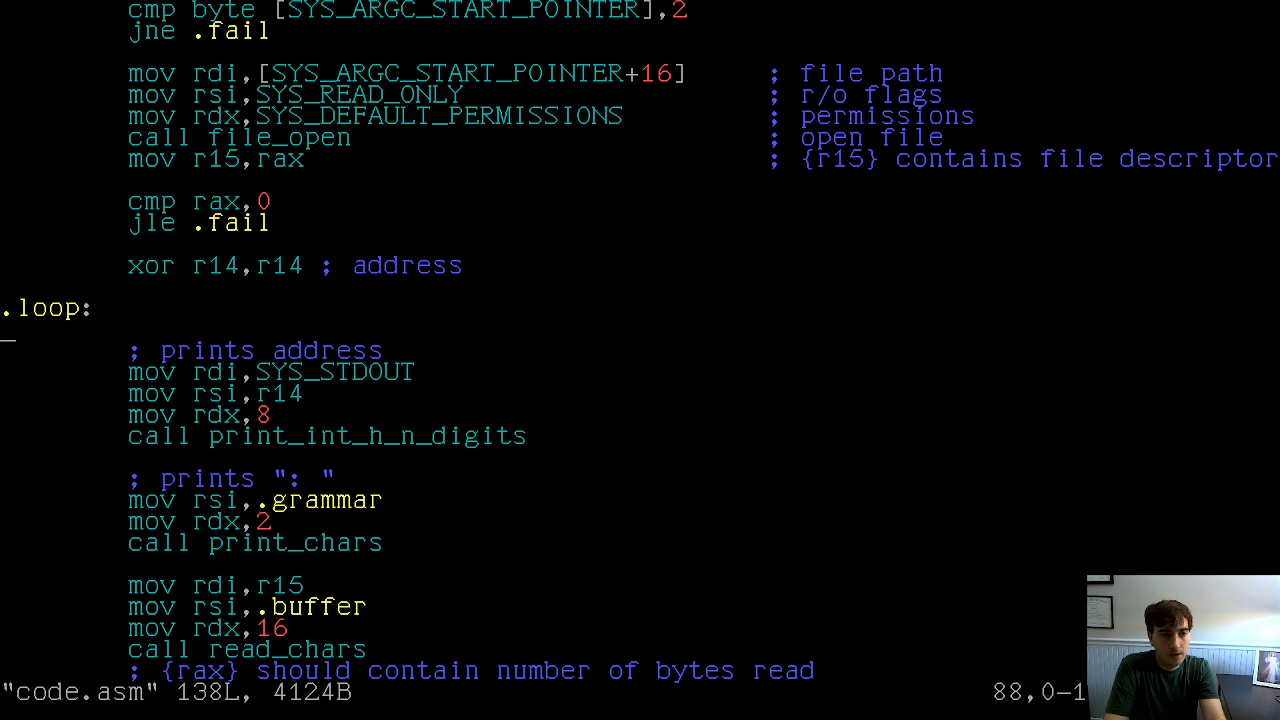 cmp byte [SYS_ARGC_START_POINTER],2
jne .fail
mov rdi,[SYS_ARGC_START_POINTER+16] ; file path
mov rsi,SYS_READ_ONLY ; r/o flags
mov rdx,SYS_DEFAULT_PERMISSIONS ; permissions
call file_open ; open file
mov r15,rax ; {r15} contains file descriptor
cmp rax,0
jle .fail
xor r14,r14 ; address
.loop:
; prints address
mov rdi,SYS_STDOUT
mov rsi,r14
mov rdx,8
call print_int_h_n_digits
; prints ": "
mov rsi,.grammar
mov rdx,2
call print_chars
mov rdi,r15
mov rsi,.buffer
mov rdx,16
call read_chars
; {rax} should contain number of bytes read
"code.asm" 138L, 4124B 88,0-1